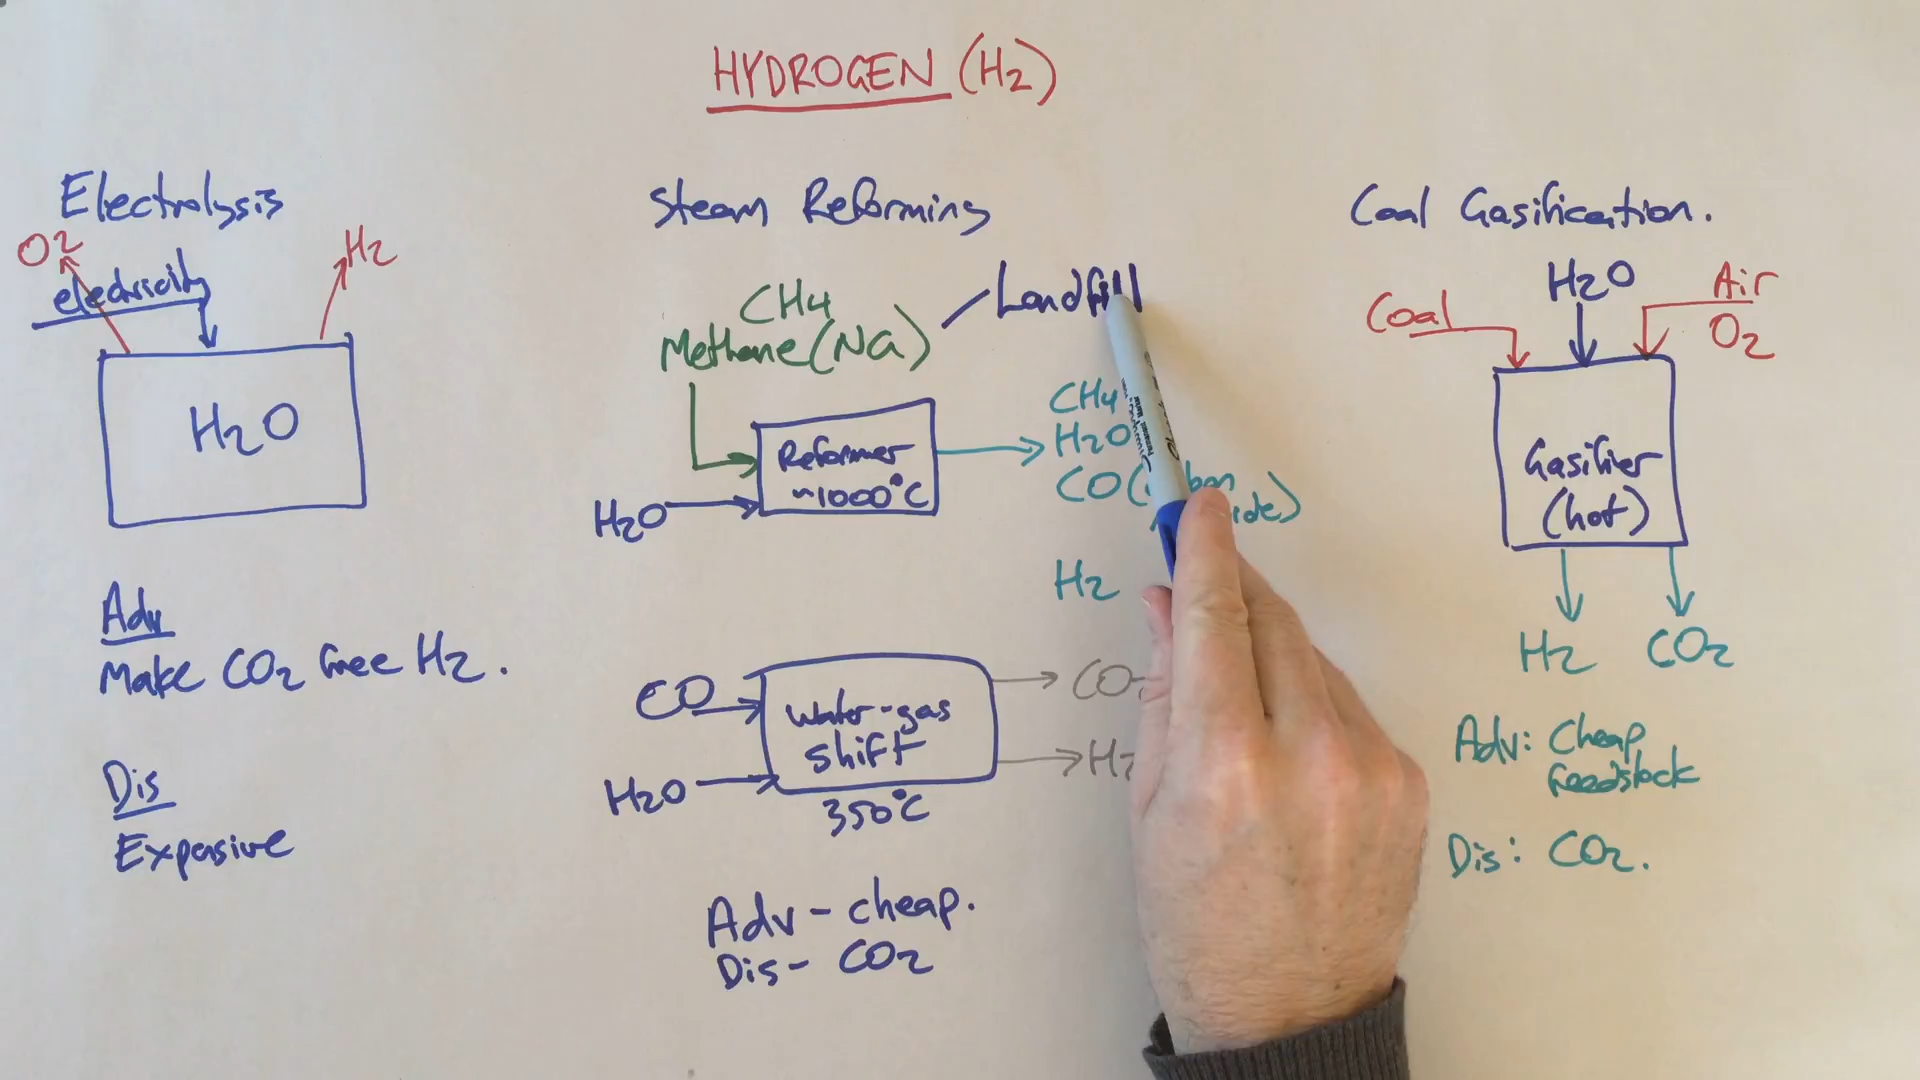 HYDROGEN (H2)
Electrolysis
O2
electricity
H2
H2O
Adv
Make CO2 free H2.
Dis
Expensive
Steam Reforming
CH4
Methane (NG)
Landfill
Reformer
~1000°C
H2O
CH4
H2O
CO (
H2
CO
H2O
Water-gas
shift
350°C
CO
H2
Adv - cheap.
Dis - CO2
Coal Gasification.
Coal
H2O
Air
O2
Gasifier
(hot)
H2
CO2
Adv: Cheap
feedstock
Dis: CO2.